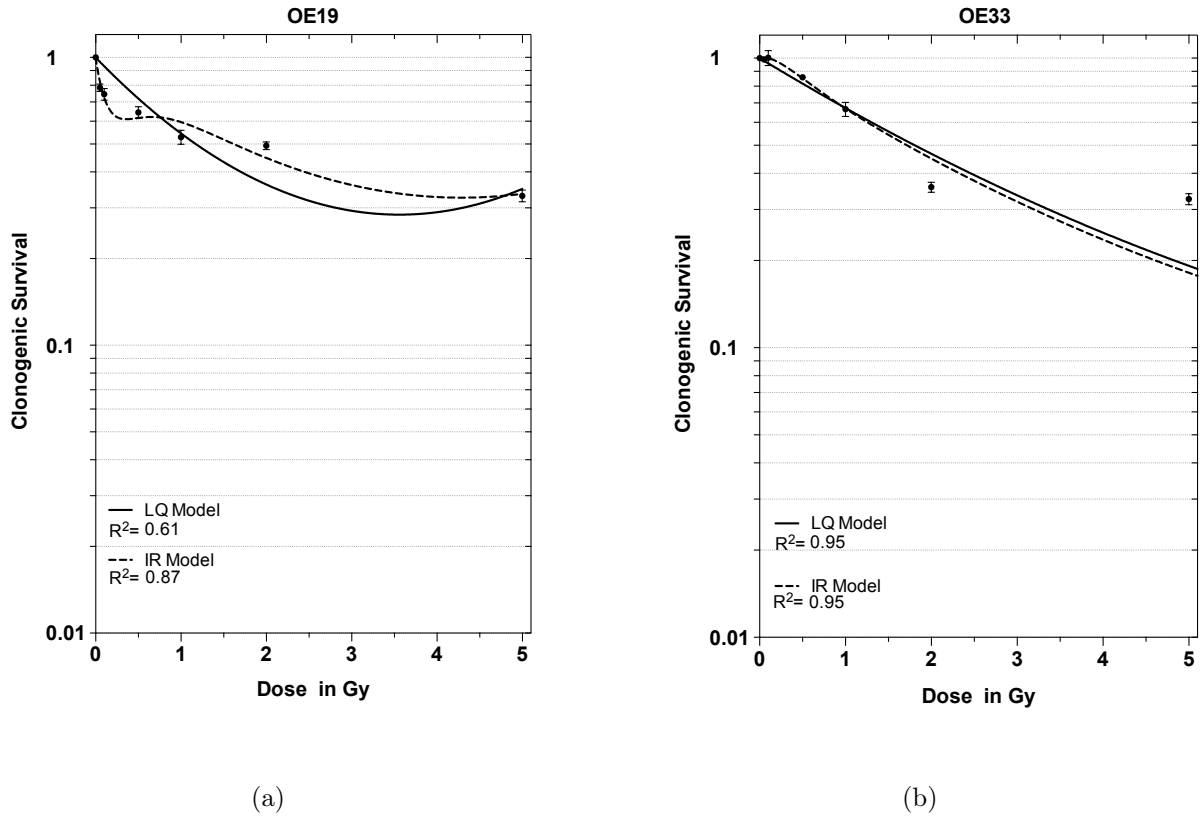 OE19
Clonogenic Survival
1
0.1
0.01
LQ Model
R²= 0.61
IR Model
R²= 0.87
0 1 2 3 4 5
Dose in Gy
(a)
OE33
Clonogenic Survival
1
0.1
0.01
LQ Model
R²= 0.95
IR Model
R²= 0.95
0 1 2 3 4 5
Dose in Gy
(b)